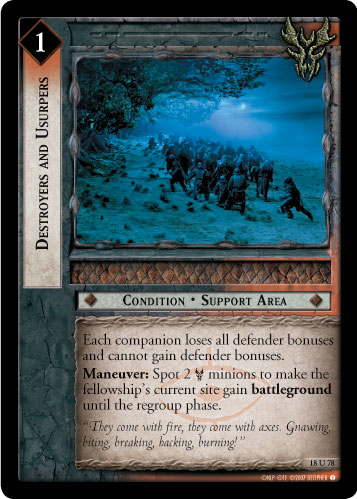 1
Destroyers and Usurpers
Condition • Support Area
Each companion loses all defender bonuses
and cannot gain defender bonuses.
Maneuver: Spot 2 minions to make the
fellowship's current site gain battleground
until the regroup phase.
"They come with fire, they come with axes. Gnawing,
biting, breaking, hacking, burning!"
18 U 78